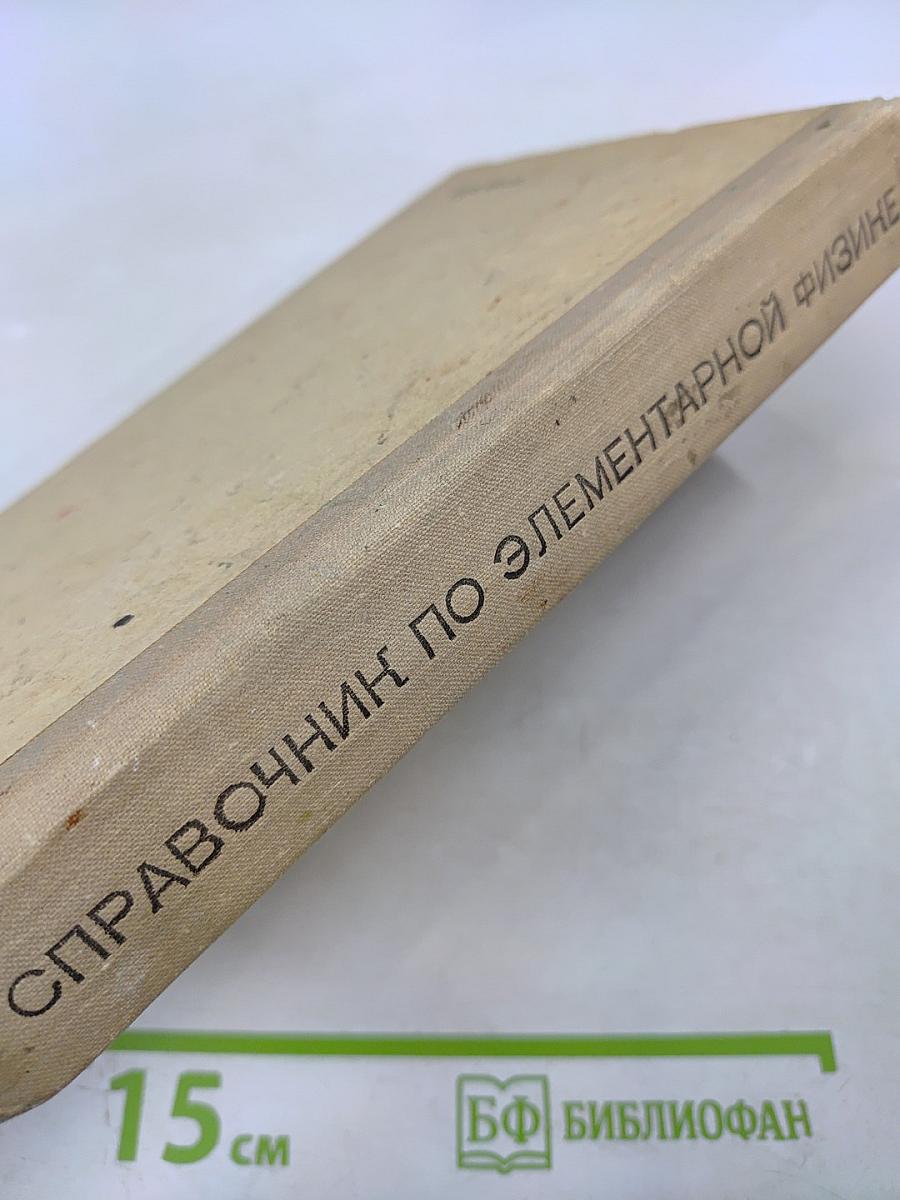 СПРАВОЧНИК ПО ЭЛЕМЕНТАРНОЙ ФИЗИКЕ
15 см
БФ БИБЛИОФАН